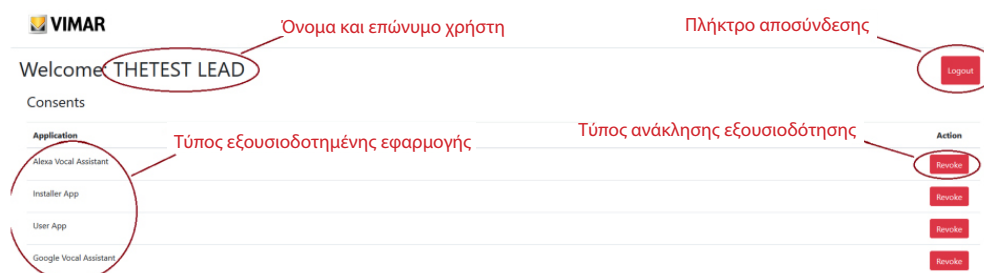 VIMAR
Όνομα και επώνυμο χρήστη
Πλήκτρο αποσύνδεσης
Welcome THETEST LEAD
Logout
Consents
Τύπος εξουσιοδοτημένης εφαρμογής
Τύπος ανάκλησης εξουσιοδότησης
Application
Action
Alexa Vocal Assistant
Revoke
Installer App
Revoke
User App
Revoke
Google Vocal Assistant
Revoke